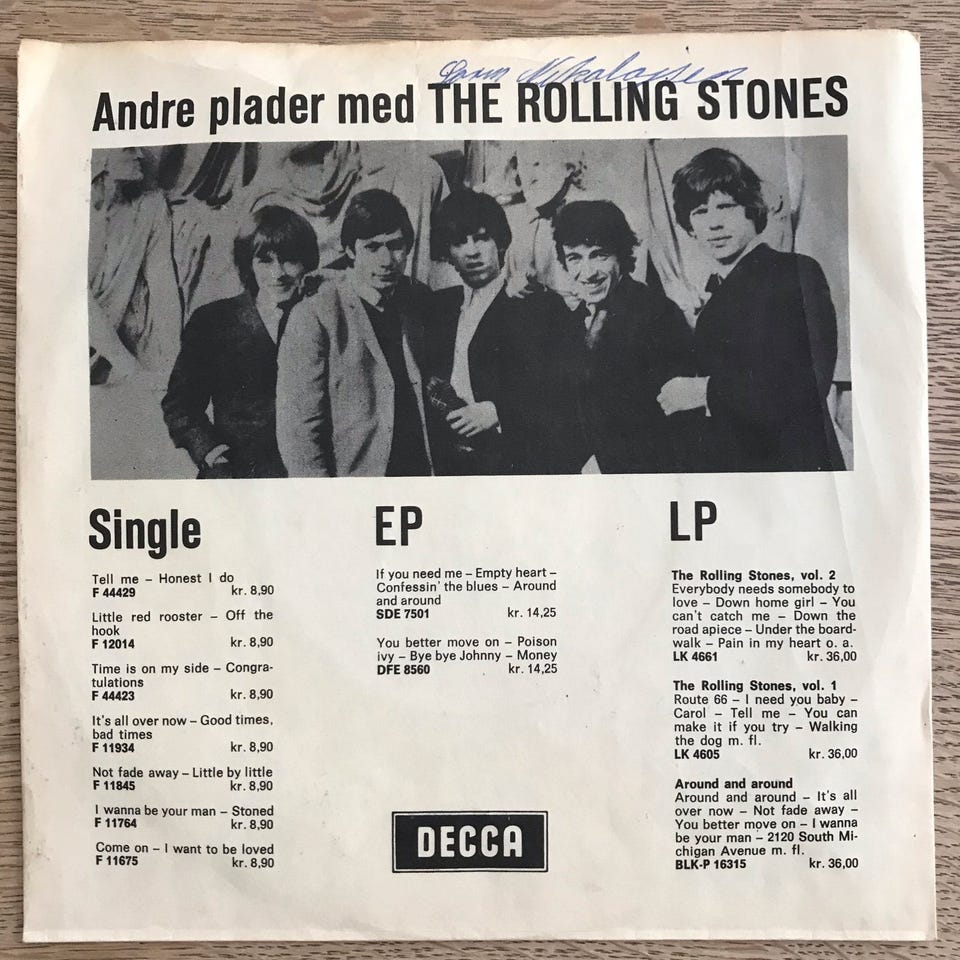 Nikolajsen
Andre plader med THE ROLLING STONES
Single
Tell me – Honest I do
F 44429 kr. 8,90
Little red rooster – Off the
hook
F 12014 kr. 8,90
Time is on my side – Congra-
tulations
F 44423 kr. 8,90
It's all over now – Good times,
bad times
F 11934 kr. 8,90
Not fade away – Little by little
F 11845 kr. 8,90
I wanna be your man – Stoned
F 11764 kr. 8,90
Come on – I want to be loved
F 11675 kr. 8,90
EP
If you need me – Empty heart –
Confessin' the blues – Around
and around
SDE 7501 kr. 14,25
You better move on – Poison
ivy – Bye bye Johnny – Money
DFE 8560 kr. 14,25
DECCA
LP
The Rolling Stones, vol. 2
Everybody needs somebody to
love – Down home girl – You
can't catch me – Down the
road apiece – Under the board-
walk – Pain in my heart o. a.
LK 4661 kr. 36,00
The Rolling Stones, vol. 1
Route 66 – I need you baby –
Carol – Tell me – You can
make it if you try – Walking
the dog m. fl.
LK 4605 kr. 36,00
Around and around
Around and around – It's all
over now – Not fade away –
You better move on – I wanna
be your man – 2120 South Mi-
chigan Avenue m. fl.
BLK-P 16315 kr. 36,00